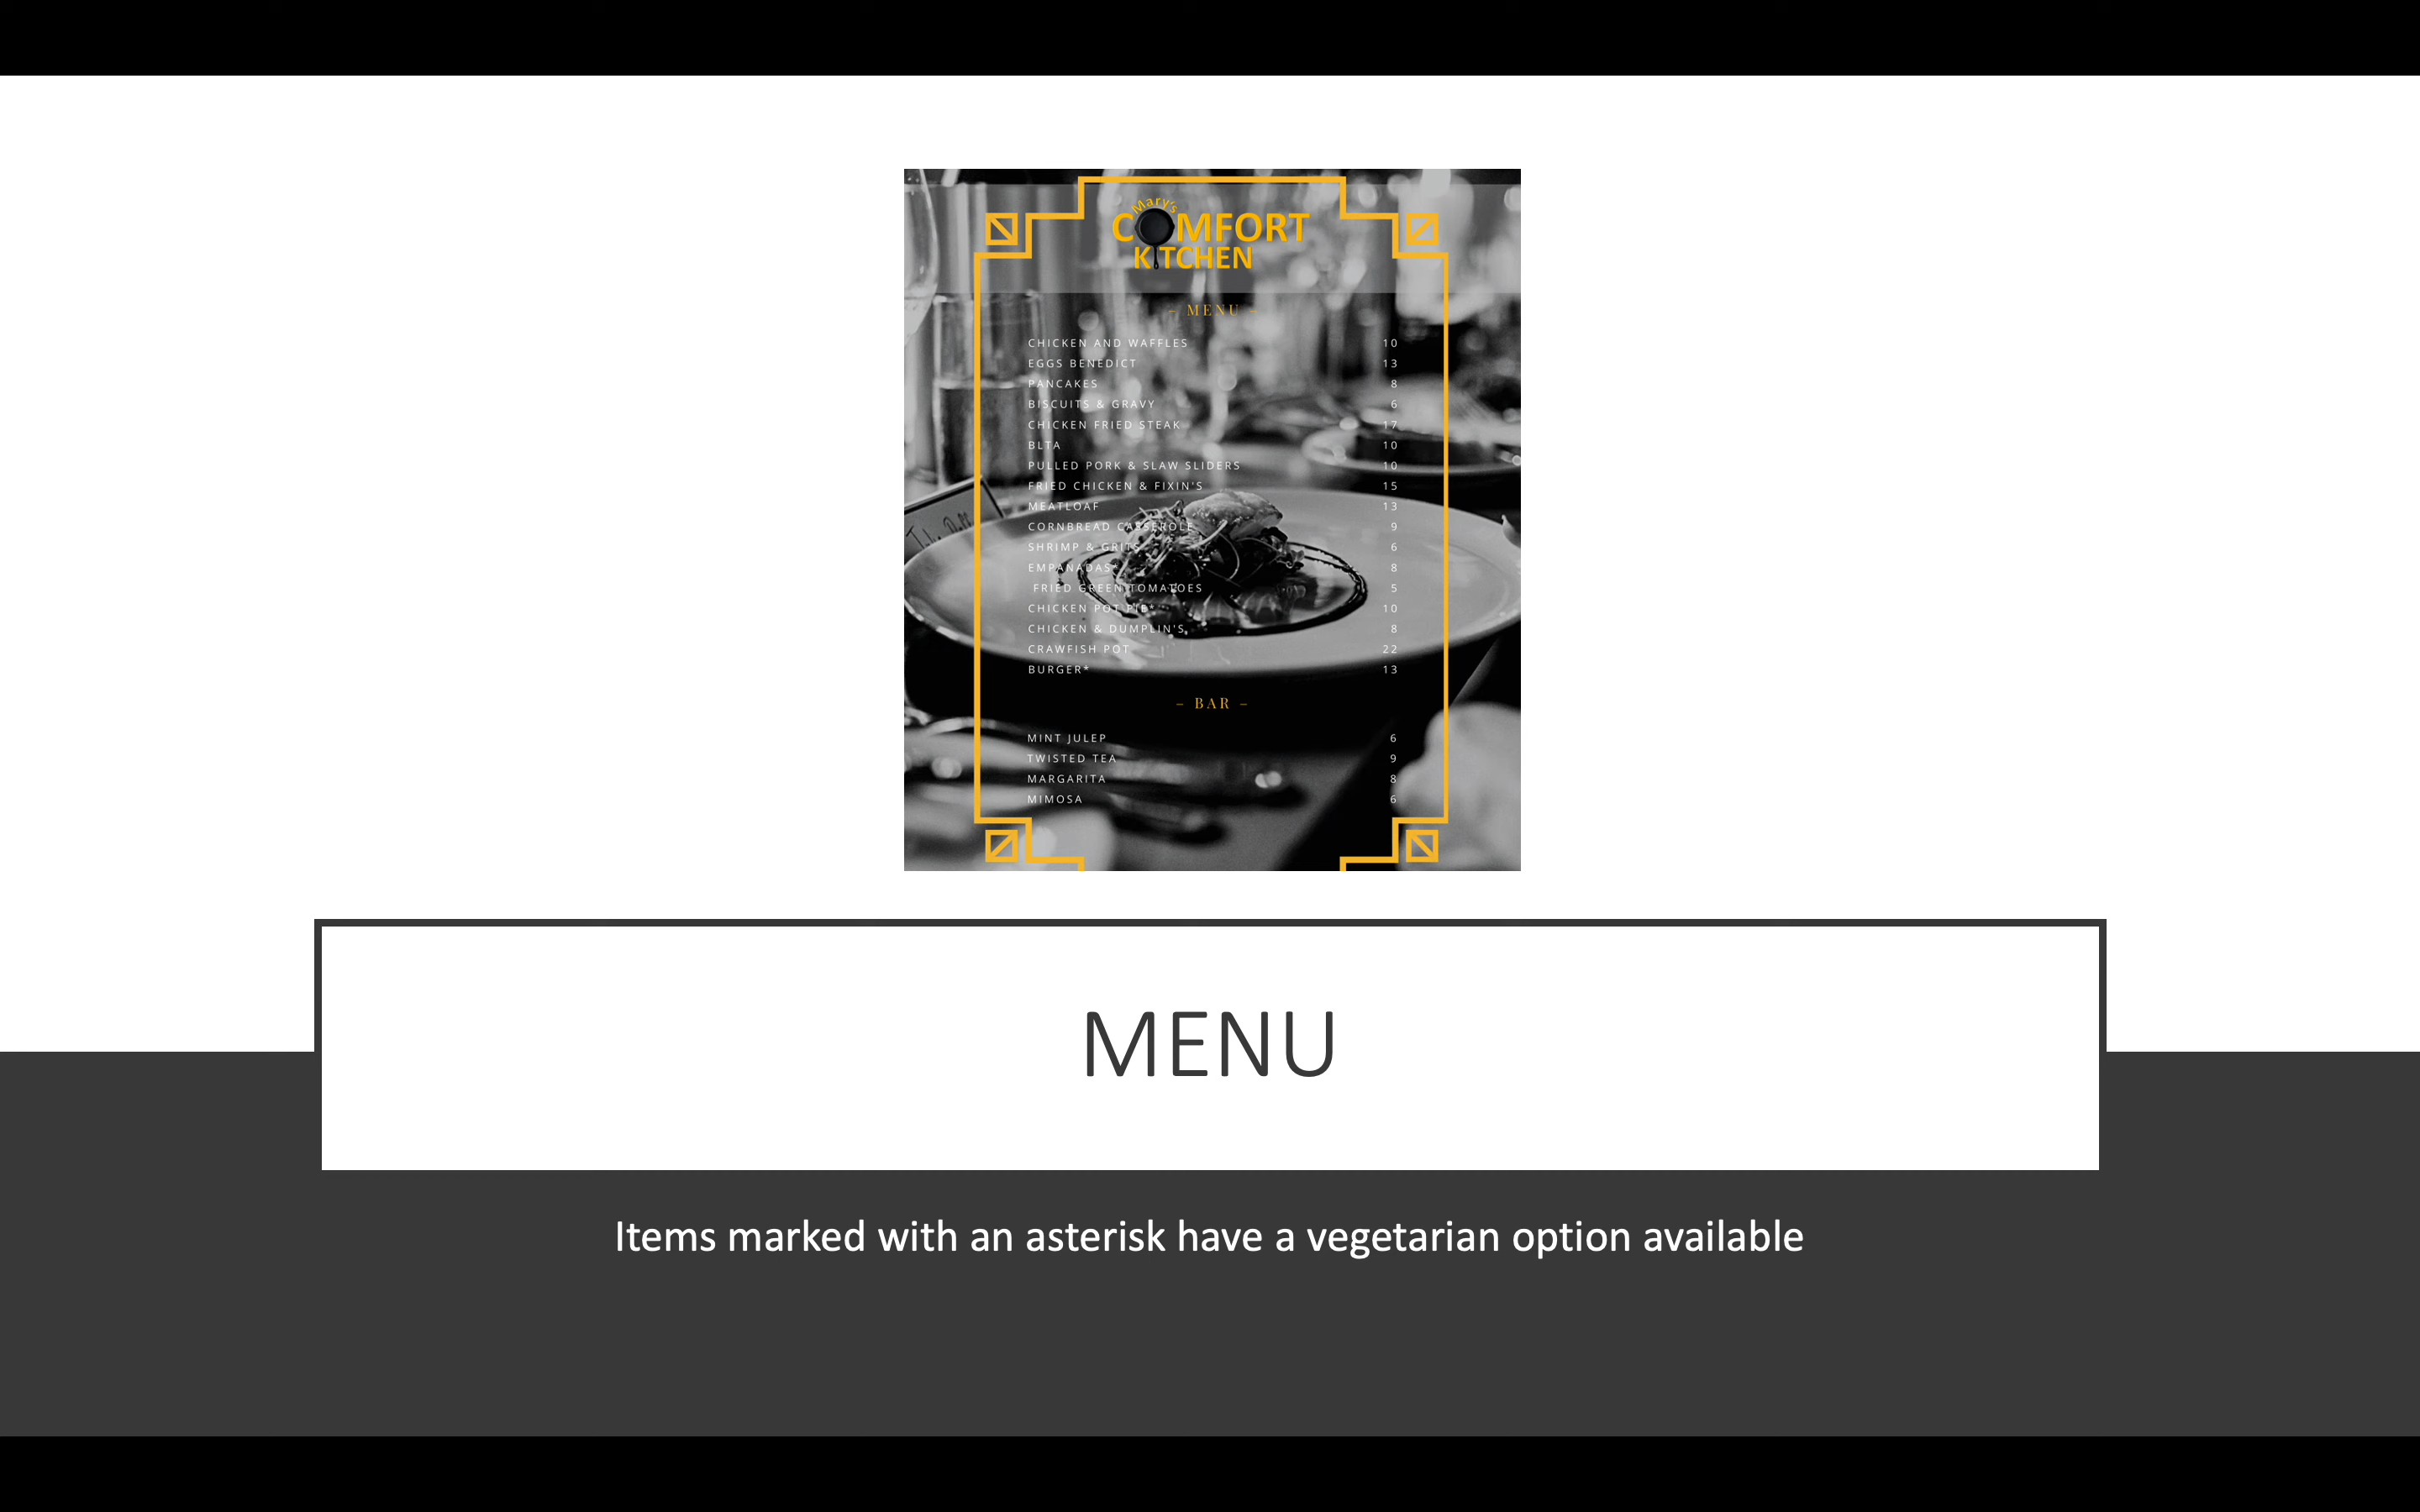 Mary's
COMFORT
KITCHEN
– MENU –
CHICKEN AND WAFFLES 10
EGGS BENEDICT 13
PANCAKES 8
BISCUITS & GRAVY 6
CHICKEN FRIED STEAK 17
BLTA 10
PULLED PORK & SLAW SLIDERS 10
FRIED CHICKEN & FIXIN'S 15
MEATLOAF 13
CORNBREAD CASSEROLE 9
SHRIMP & GRITS 6
EMPANADAS* 8
FRIED GREEN TOMATOES 5
CHICKEN POT PIE* 10
CHICKEN & DUMPLIN'S 8
CRAWFISH POT 22
BURGER* 13
– BAR –
MINT JULEP 6
TWISTED TEA 9
MARGARITA 8
MIMOSA 6
MENU
Items marked with an asterisk have a vegetarian option available